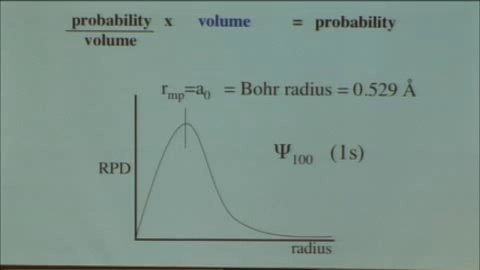 probability x volume = probability
volume
r_mp=a_0 = Bohr radius = 0.529 Å
Ψ_100 (1s)
RPD
radius